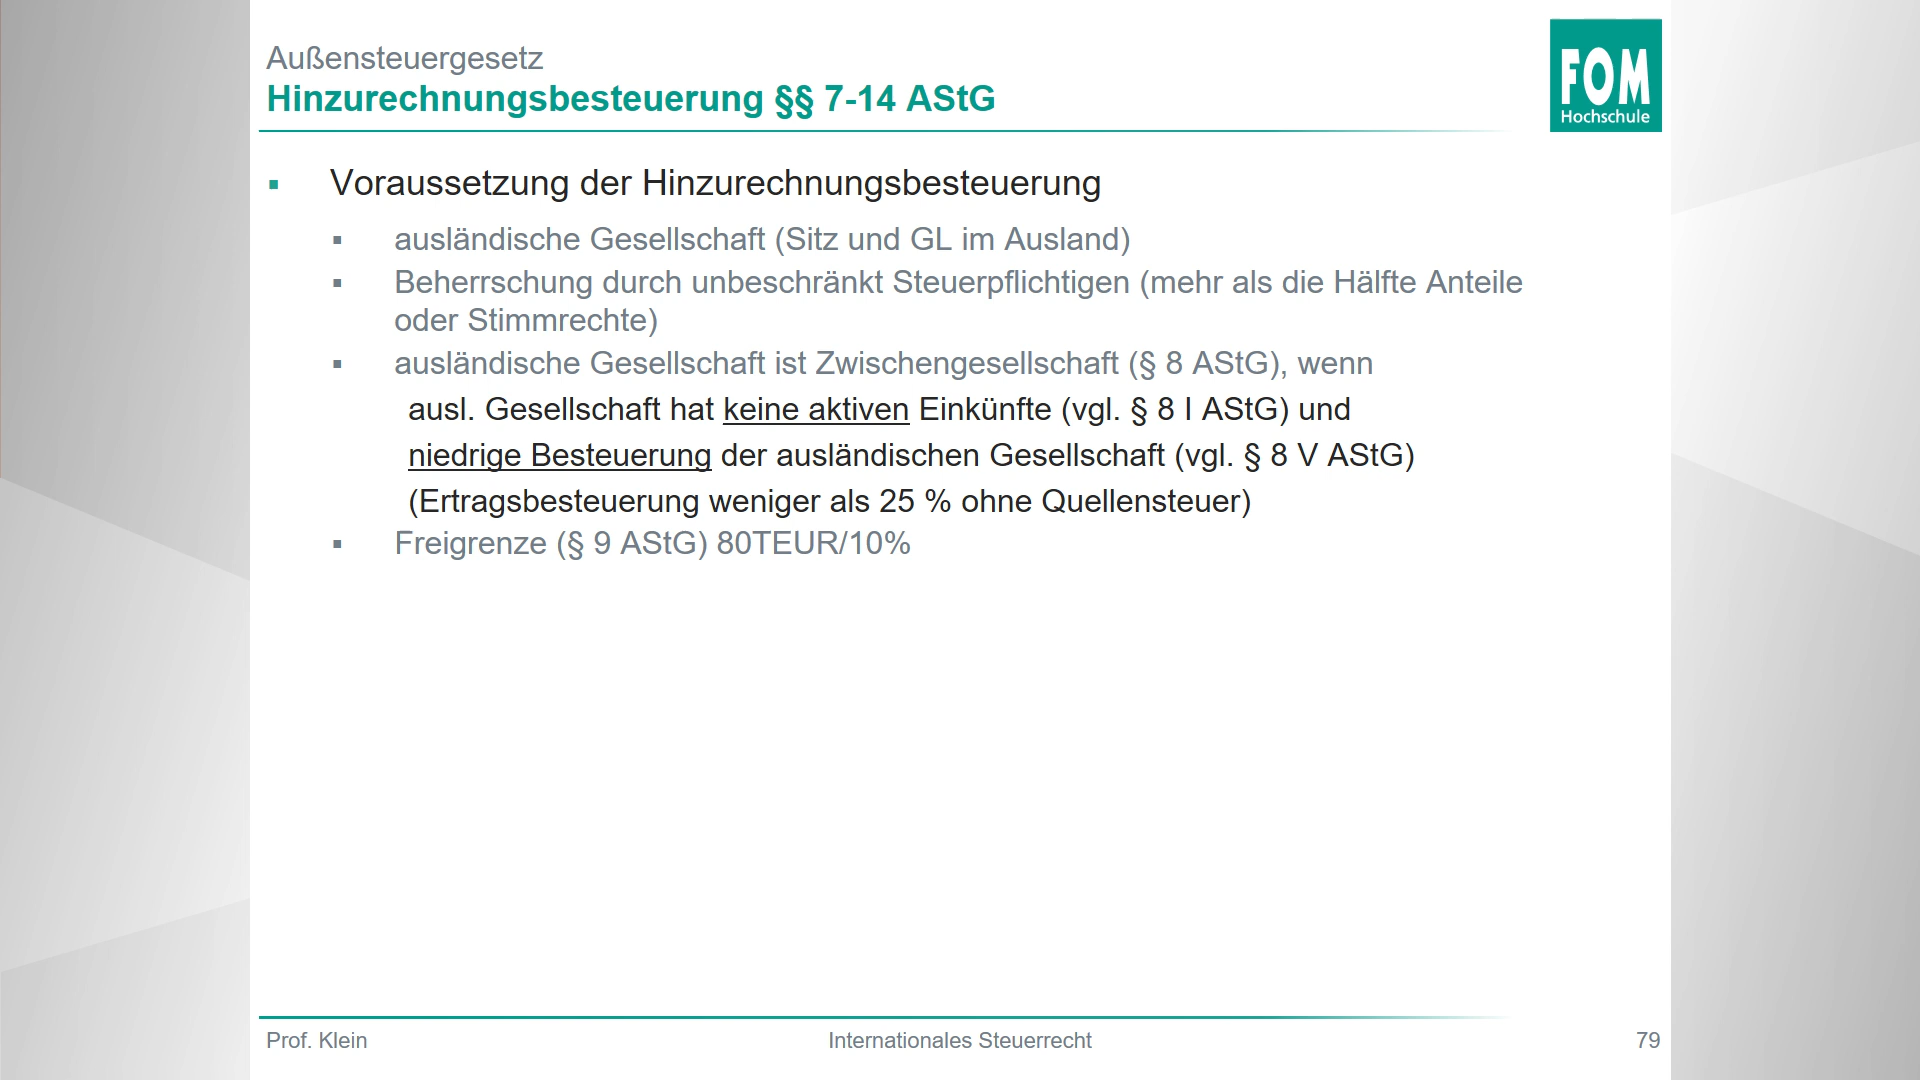 Außensteuergesetz
Hinzurechnungsbesteuerung §§ 7-14 AStG
FOM
Hochschule
▪ Voraussetzung der Hinzurechnungsbesteuerung
▪ ausländische Gesellschaft (Sitz und GL im Ausland)
▪ Beherrschung durch unbeschränkt Steuerpflichtigen (mehr als die Hälfte Anteile
oder Stimmrechte)
▪ ausländische Gesellschaft ist Zwischengesellschaft (§ 8 AStG), wenn
ausl. Gesellschaft hat keine aktiven Einkünfte (vgl. § 8 I AStG) und
niedrige Besteuerung der ausländischen Gesellschaft (vgl. § 8 V AStG)
(Ertragsbesteuerung weniger als 25 % ohne Quellensteuer)
▪ Freigrenze (§ 9 AStG) 80TEUR/10%
Prof. Klein
Internationales Steuerrecht
79